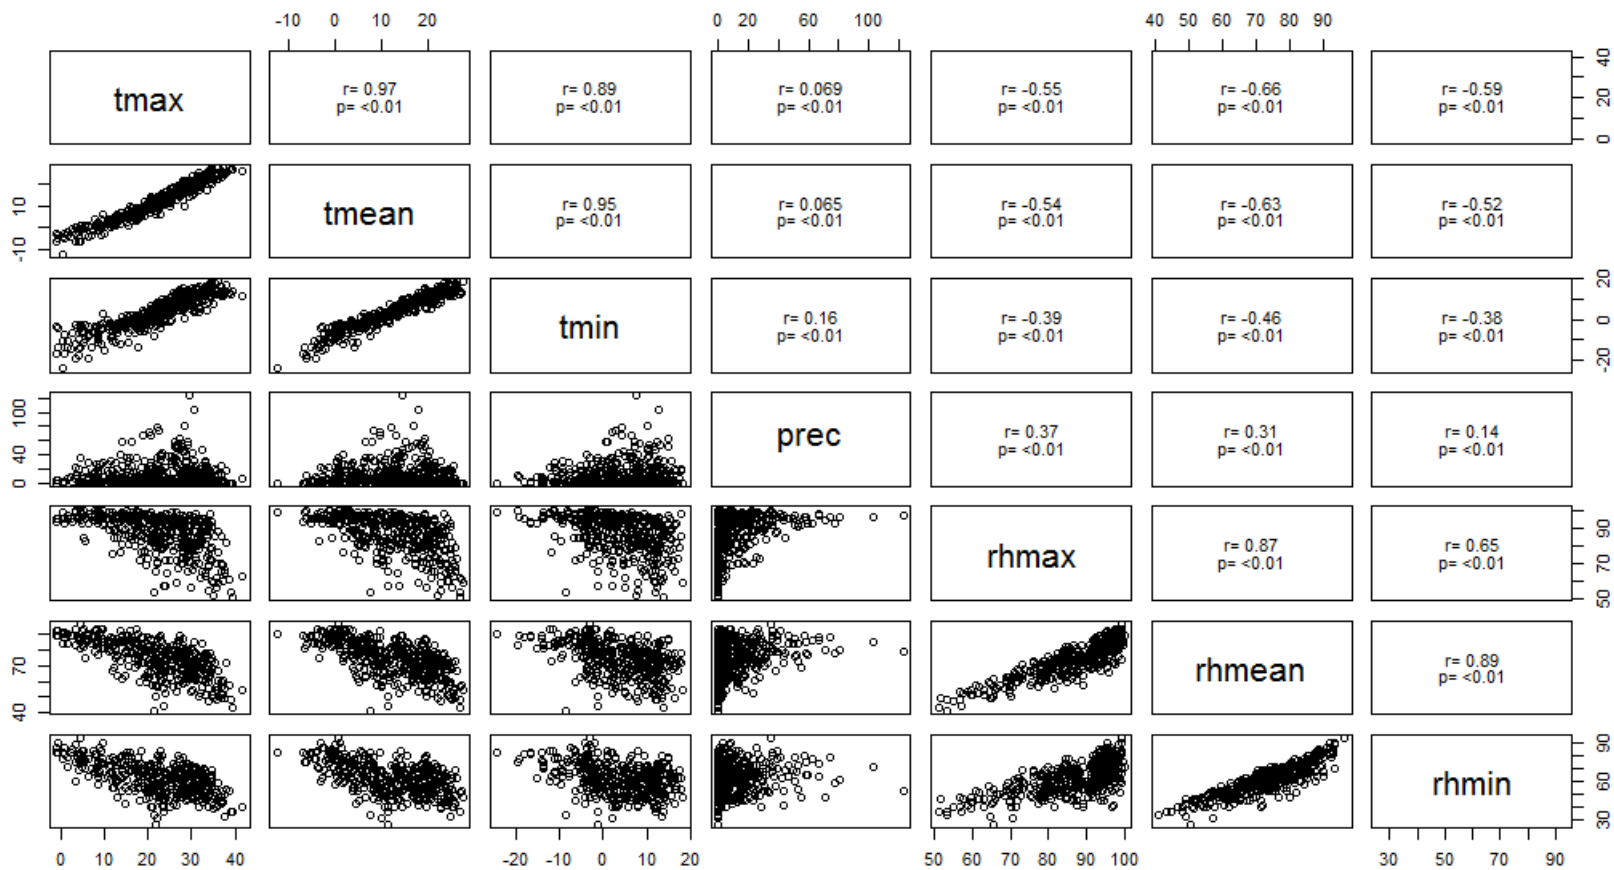 -10 0 10 20 0 20 60 100 40 50 60 70 80 90
tmax r= 0.97 r= 0.89 r= 0.069 r= -0.55 r= -0.66 r= -0.59
p= <0.01 p= <0.01 p= <0.01 p= <0.01 p= <0.01 p= <0.01
0 20 40
-10 10
tmean r= 0.95 r= 0.065 r= -0.54 r= -0.63 r= -0.52
p= <0.01 p= <0.01 p= <0.01 p= <0.01 p= <0.01
tmin r= 0.16 r= -0.39 r= -0.46 r= -0.38
p= <0.01 p= <0.01 p= <0.01 p= <0.01
-20 0 20
0 40 100
prec r= 0.37 r= 0.31 r= 0.14
p= <0.01 p= <0.01 p= <0.01
rhmax r= 0.87 r= 0.65
p= <0.01 p= <0.01
50 70 90
40 70
rhmean r= 0.89
p= <0.01
rhmin
30 60 90
0 10 20 30 40 -20 -10 0 10 20 50 60 70 80 90 100 30 50 70 90